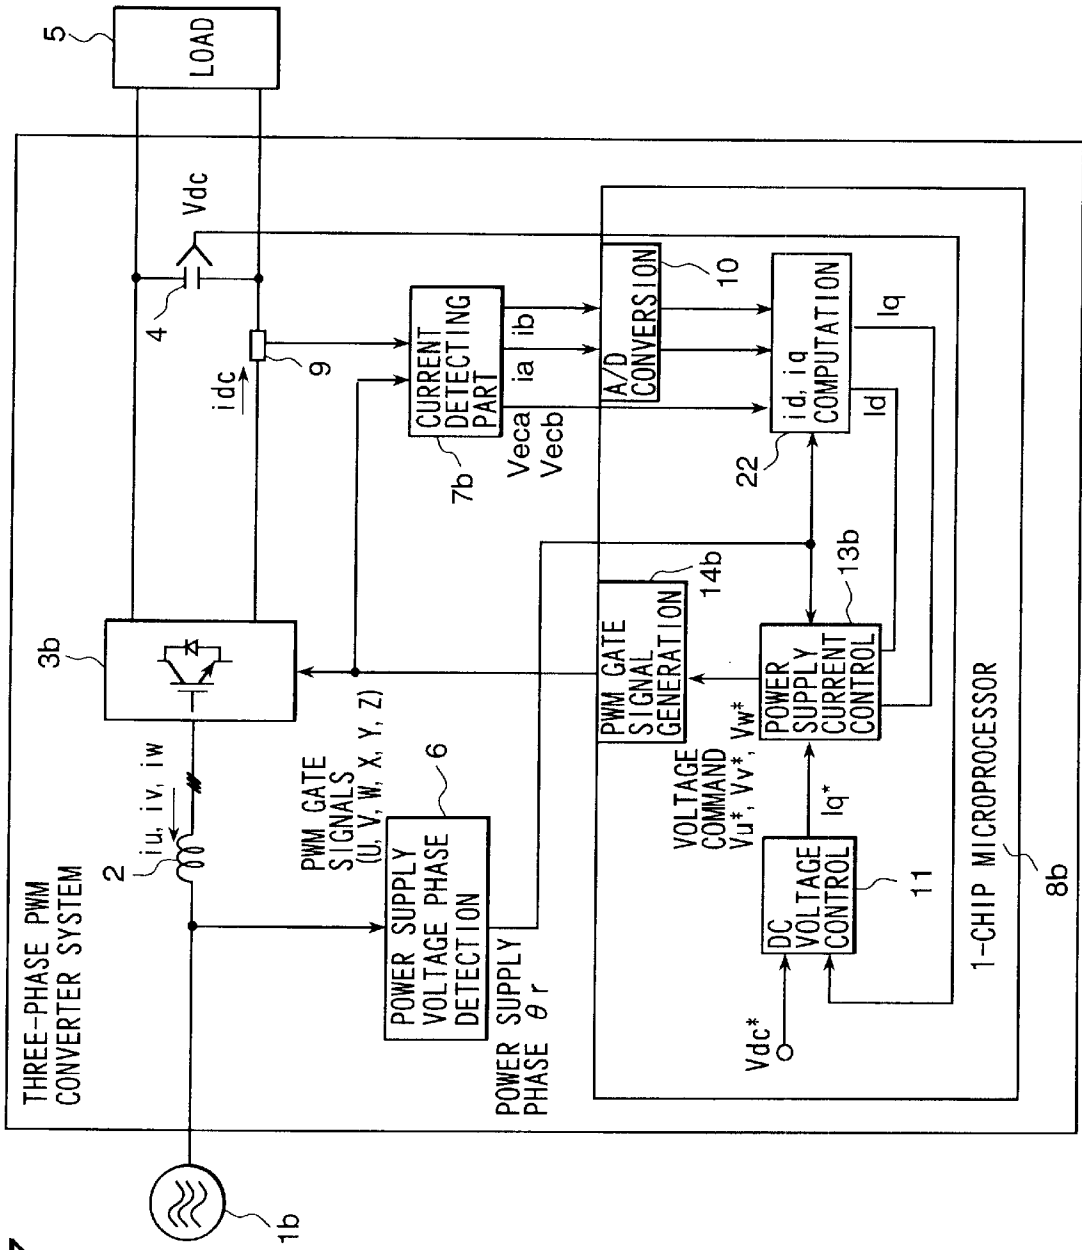 THREE-PHASE PWM
CONVERTER SYSTEM
1b
2
iu, iv, iw
3b
idc
9
4
Vdc
5
LOAD
PWM GATE
SIGNALS
(U, V, W, X, Y, Z)
6
POWER SUPPLY
VOLTAGE PHASE
DETECTION
POWER SUPPLY
PHASE θr
CURRENT
DETECTING
PART
7b
Veca
Vecb
ia
ib
A/D
CONVERSION
10
PWM GATE
SIGNAL
GENERATION
14b
VOLTAGE
COMMAND
Vu*, Vv*, Vw*
id, iq
COMPUTATION
22
Id
Iq
POWER
SUPPLY
CURRENT
CONTROL
13b
Iq*
DC
VOLTAGE
CONTROL
11
Vdc*
1-CHIP MICROPROCESSOR
8b